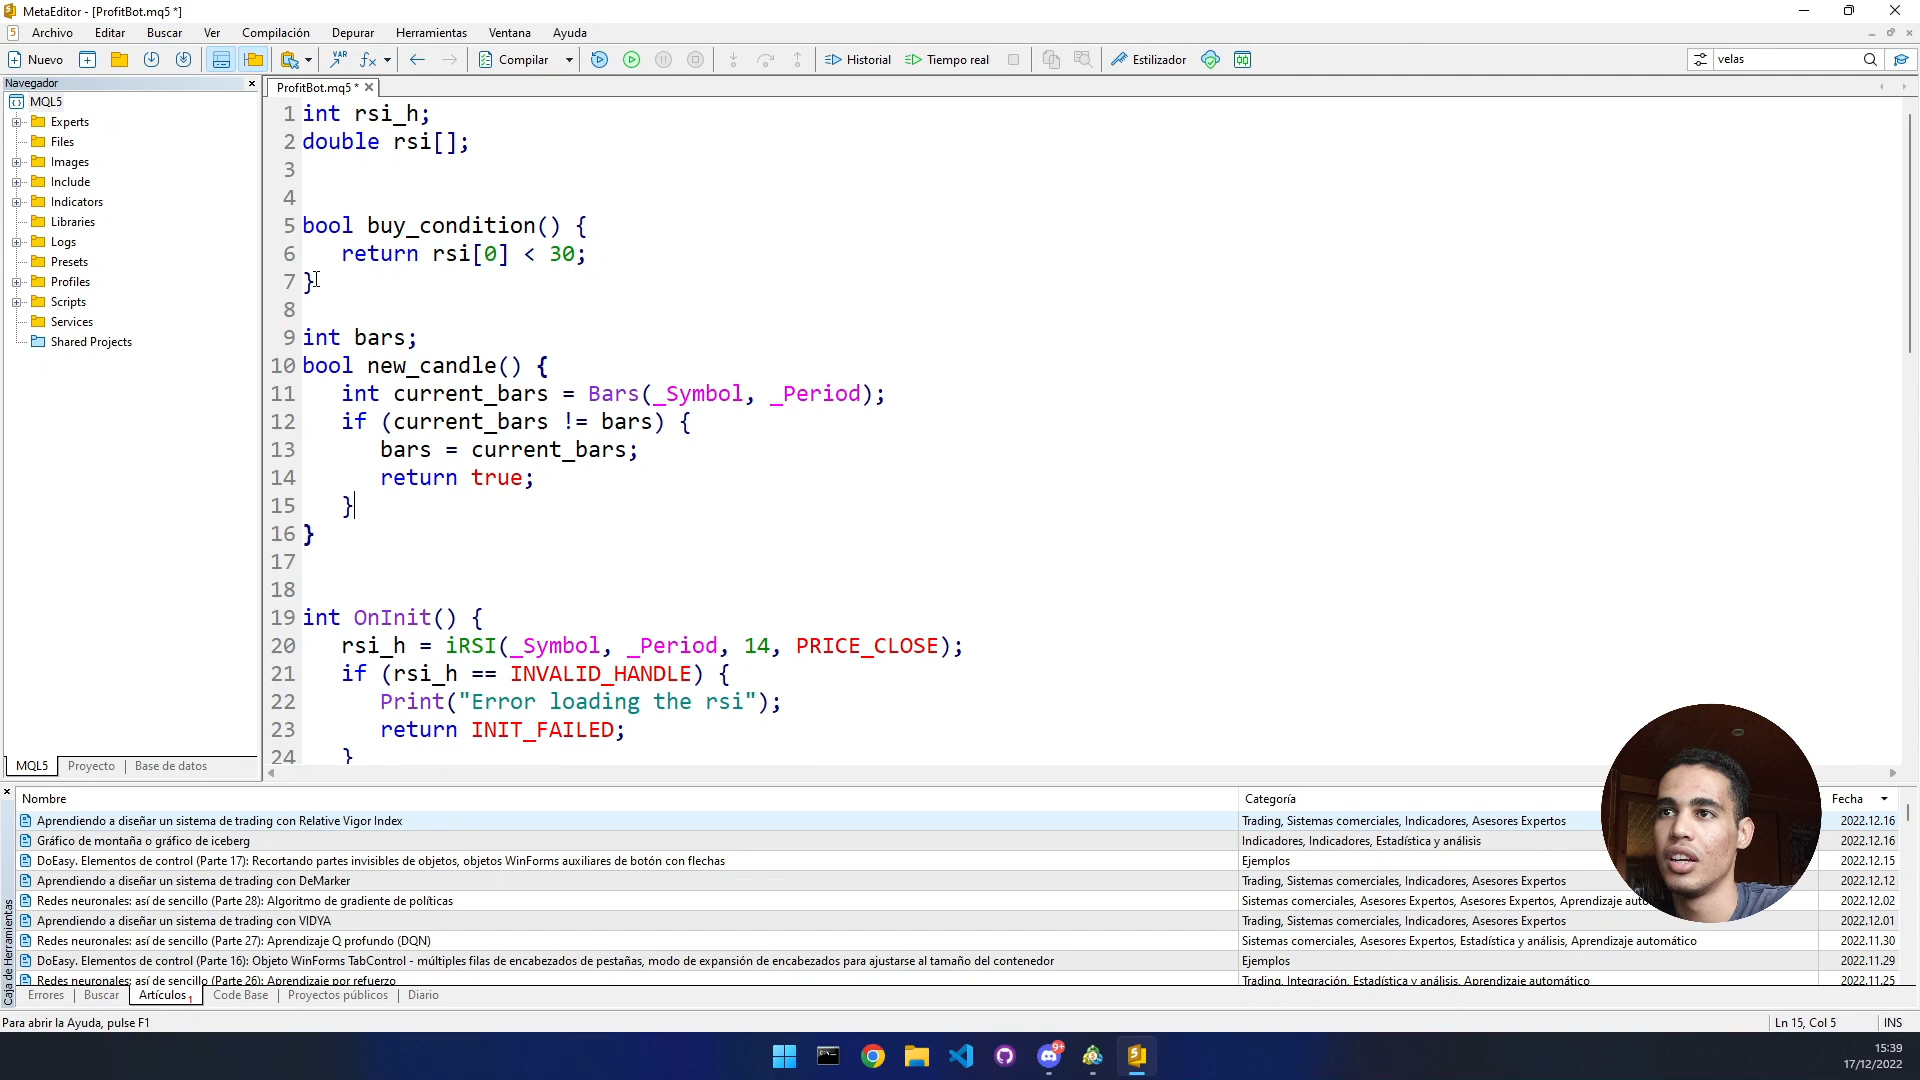 MetaEditor - [ProfitBot.mq5 *]
Archivo Editar Buscar Ver Compilación Depurar Herramientas Ventana Ayuda
Nuevo VAR Compilar Historial Tiempo real Estilizador velas
Navegador
MQL5
Experts
Files
Images
Include
Indicators
Libraries
Logs
Presets
Profiles
Scripts
Services
Shared Projects
MQL5 Proyecto Base de datos
ProfitBot.mq5 *
1 int rsi_h;
2 double rsi[];
3
4
5 bool buy_condition() {
6 return rsi[0] < 30;
7 }
8
9 int bars;
10 bool new_candle() {
11 int current_bars = Bars(_Symbol, _Period);
12 if (current_bars != bars) {
13 bars = current_bars;
14 return true;
15 }
16 }
17
18
19 int OnInit() {
20 rsi_h = iRSI(_Symbol, _Period, 14, PRICE_CLOSE);
21 if (rsi_h == INVALID_HANDLE) {
22 Print("Error loading the rsi");
23 return INIT_FAILED;
24 }
Nombre Categoría Fecha
Aprendiendo a diseñar un sistema de trading con Relative Vigor Index Trading, Sistemas comerciales, Indicadores, Asesores Expertos 2022.12.16
Gráfico de montaña o gráfico de iceberg Indicadores, Indicadores, Estadística y análisis 2022.12.16
DoEasy. Elementos de control (Parte 17): Recortando partes invisibles de objetos, objetos WinForms auxiliares de botón con flechas Ejemplos 2022.12.15
Aprendiendo a diseñar un sistema de trading con DeMarker Trading, Sistemas comerciales, Indicadores, Asesores Expertos 2022.12.12
Redes neuronales: así de sencillo (Parte 28): Algoritmo de gradiente de políticas Sistemas comerciales, Asesores Expertos, Asesores Expertos, Aprendizaje auto 2022.12.02
Aprendiendo a diseñar un sistema de trading con VIDYA Trading, Sistemas comerciales, Indicadores, Asesores Expertos 2022.12.01
Redes neuronales: así de sencillo (Parte 27): Aprendizaje Q profundo (DQN) Sistemas comerciales, Asesores Expertos, Estadística y análisis, Aprendizaje automático 2022.11.30
DoEasy. Elementos de control (Parte 16): Objeto WinForms TabControl - múltiples filas de encabezados de pestañas, modo de expansión de encabezados para ajustarse al tamaño del contenedor Ejemplos 2022.11.29
Redes neuronales: así de sencillo (Parte 26): Aprendizaje por refuerzo Trading, Integración, Estadística y análisis, Aprendizaje automático 2022.11.25
Caja de Herramientas
Errores Buscar Artículos 1 Code Base Proyectos públicos Diario
Para abrir la Ayuda, pulse F1 Ln 15, Col 5 INS
9+
15:39
17/12/2022